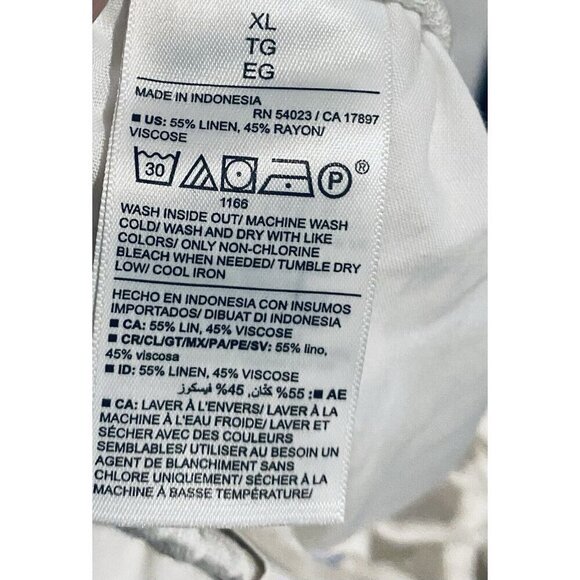 XL
TG
EG
MADE IN INDONESIA
RN 54023 / CA 17897
■ US: 55% LINEN, 45% RAYON/
VISCOSE
30 P ®
1166
WASH INSIDE OUT/ MACHINE WASH
COLD/ WASH AND DRY WITH LIKE
COLORS/ ONLY NON-CHLORINE
BLEACH WHEN NEEDED/ TUMBLE DRY
LOW/ COOL IRON
HECHO EN INDONESIA CON INSUMOS
IMPORTADOS/ DIBUAT DI INDONESIA
■ CA: 55% LIN, 45% VISCOSE
■ CR/CL/GT/MX/PA/PE/SV: 55% lino,
45% viscosa
■ ID: 55% LINEN, 45% VISCOSE
AE ■: 55% كتّان, 45% فيسكوز
■ CA: LAVER À L'ENVERS/ LAVER À LA
MACHINE À L'EAU FROIDE/ LAVER ET
SÉCHER AVEC DES COULEURS
SEMBLABLES/ UTILISER AU BESOIN UN
AGENT DE BLANCHIMENT SANS
CHLORE UNIQUEMENT/ SÉCHER À LA
MACHINE À BASSE TEMPÉRATURE/